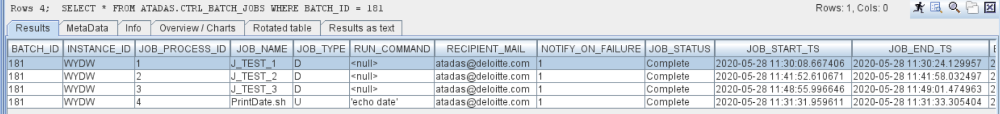 Rows 4; SELECT * FROM ATADAS.CTRL_BATCH_JOBS WHERE BATCH_ID = 181 Rows: 1, Cols: 0
Results MetaData Info Overview / Charts Rotated table Results as text
BATCH_ID INSTANCE_ID JOB_PROCESS_ID JOB_NAME JOB_TYPE RUN_COMMAND RECIPIENT_MAIL NOTIFY_ON_FAILURE JOB_STATUS JOB_START_TS JOB_END_TS
181 WYDW 1 J_TEST_1 D <null> atadas@deloitte.com 1 Complete 2020-05-28 11:30:08.667406 2020-05-28 11:30:24.129957 2
181 WYDW 2 J_TEST_2 D <null> atadas@deloitte.com 1 Complete 2020-05-28 11:41:52.610671 2020-05-28 11:41:58.032497 2
181 WYDW 3 J_TEST_3 D <null> atadas@deloitte.com 1 Complete 2020-05-28 11:48:55.996646 2020-05-28 11:49:01.474963 2
181 WYDW 4 PrintDate.sh U 'echo date' atadas@deloitte.com 1 Complete 2020-05-28 11:31:31.959611 2020-05-28 11:31:33.305404 2